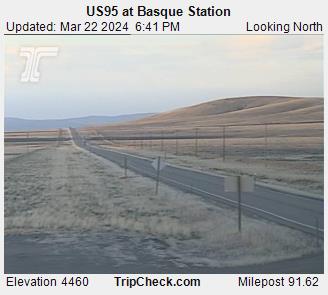 US95 at Basque Station
Updated: Mar 22 2024 6:41 PM Looking North
Elevation 4460 TripCheck.com Milepost 91.62